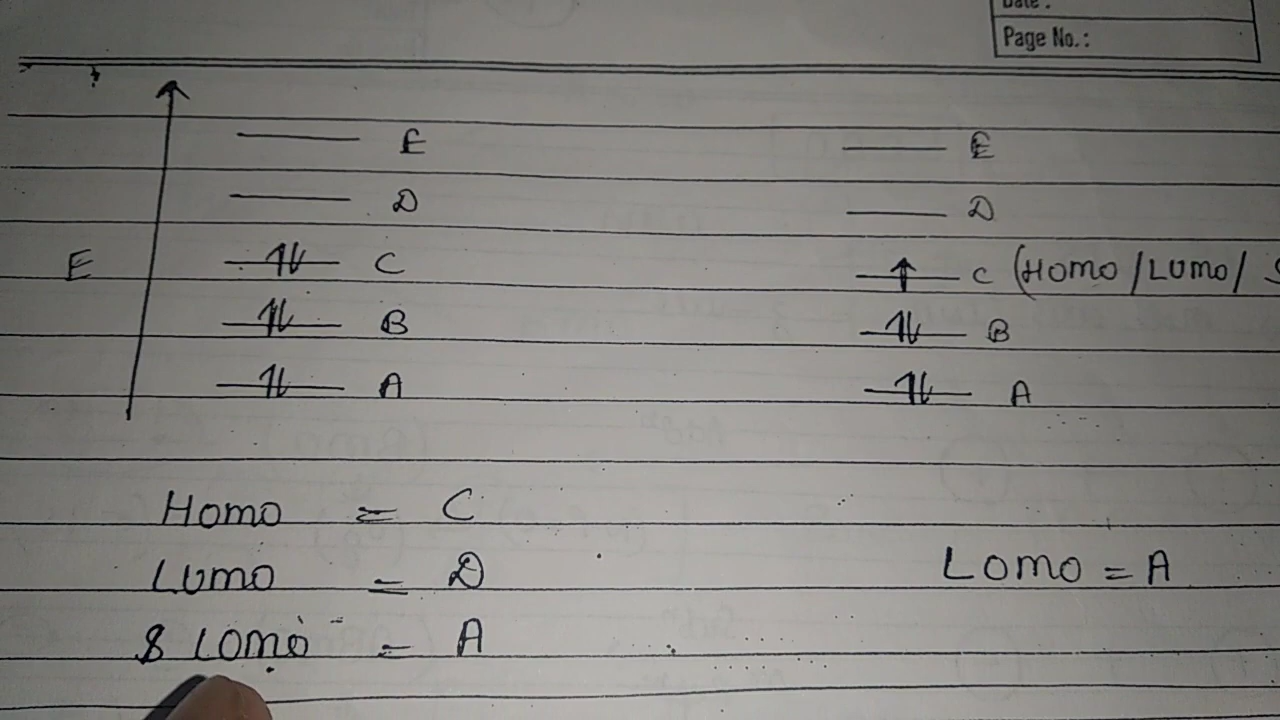 Date:
Page No.:
E E
D D
E C C (HOMO/LUMO/ S
B B
A A
HOMO = C
LUMO = D LOMO = A
& LOMO = A